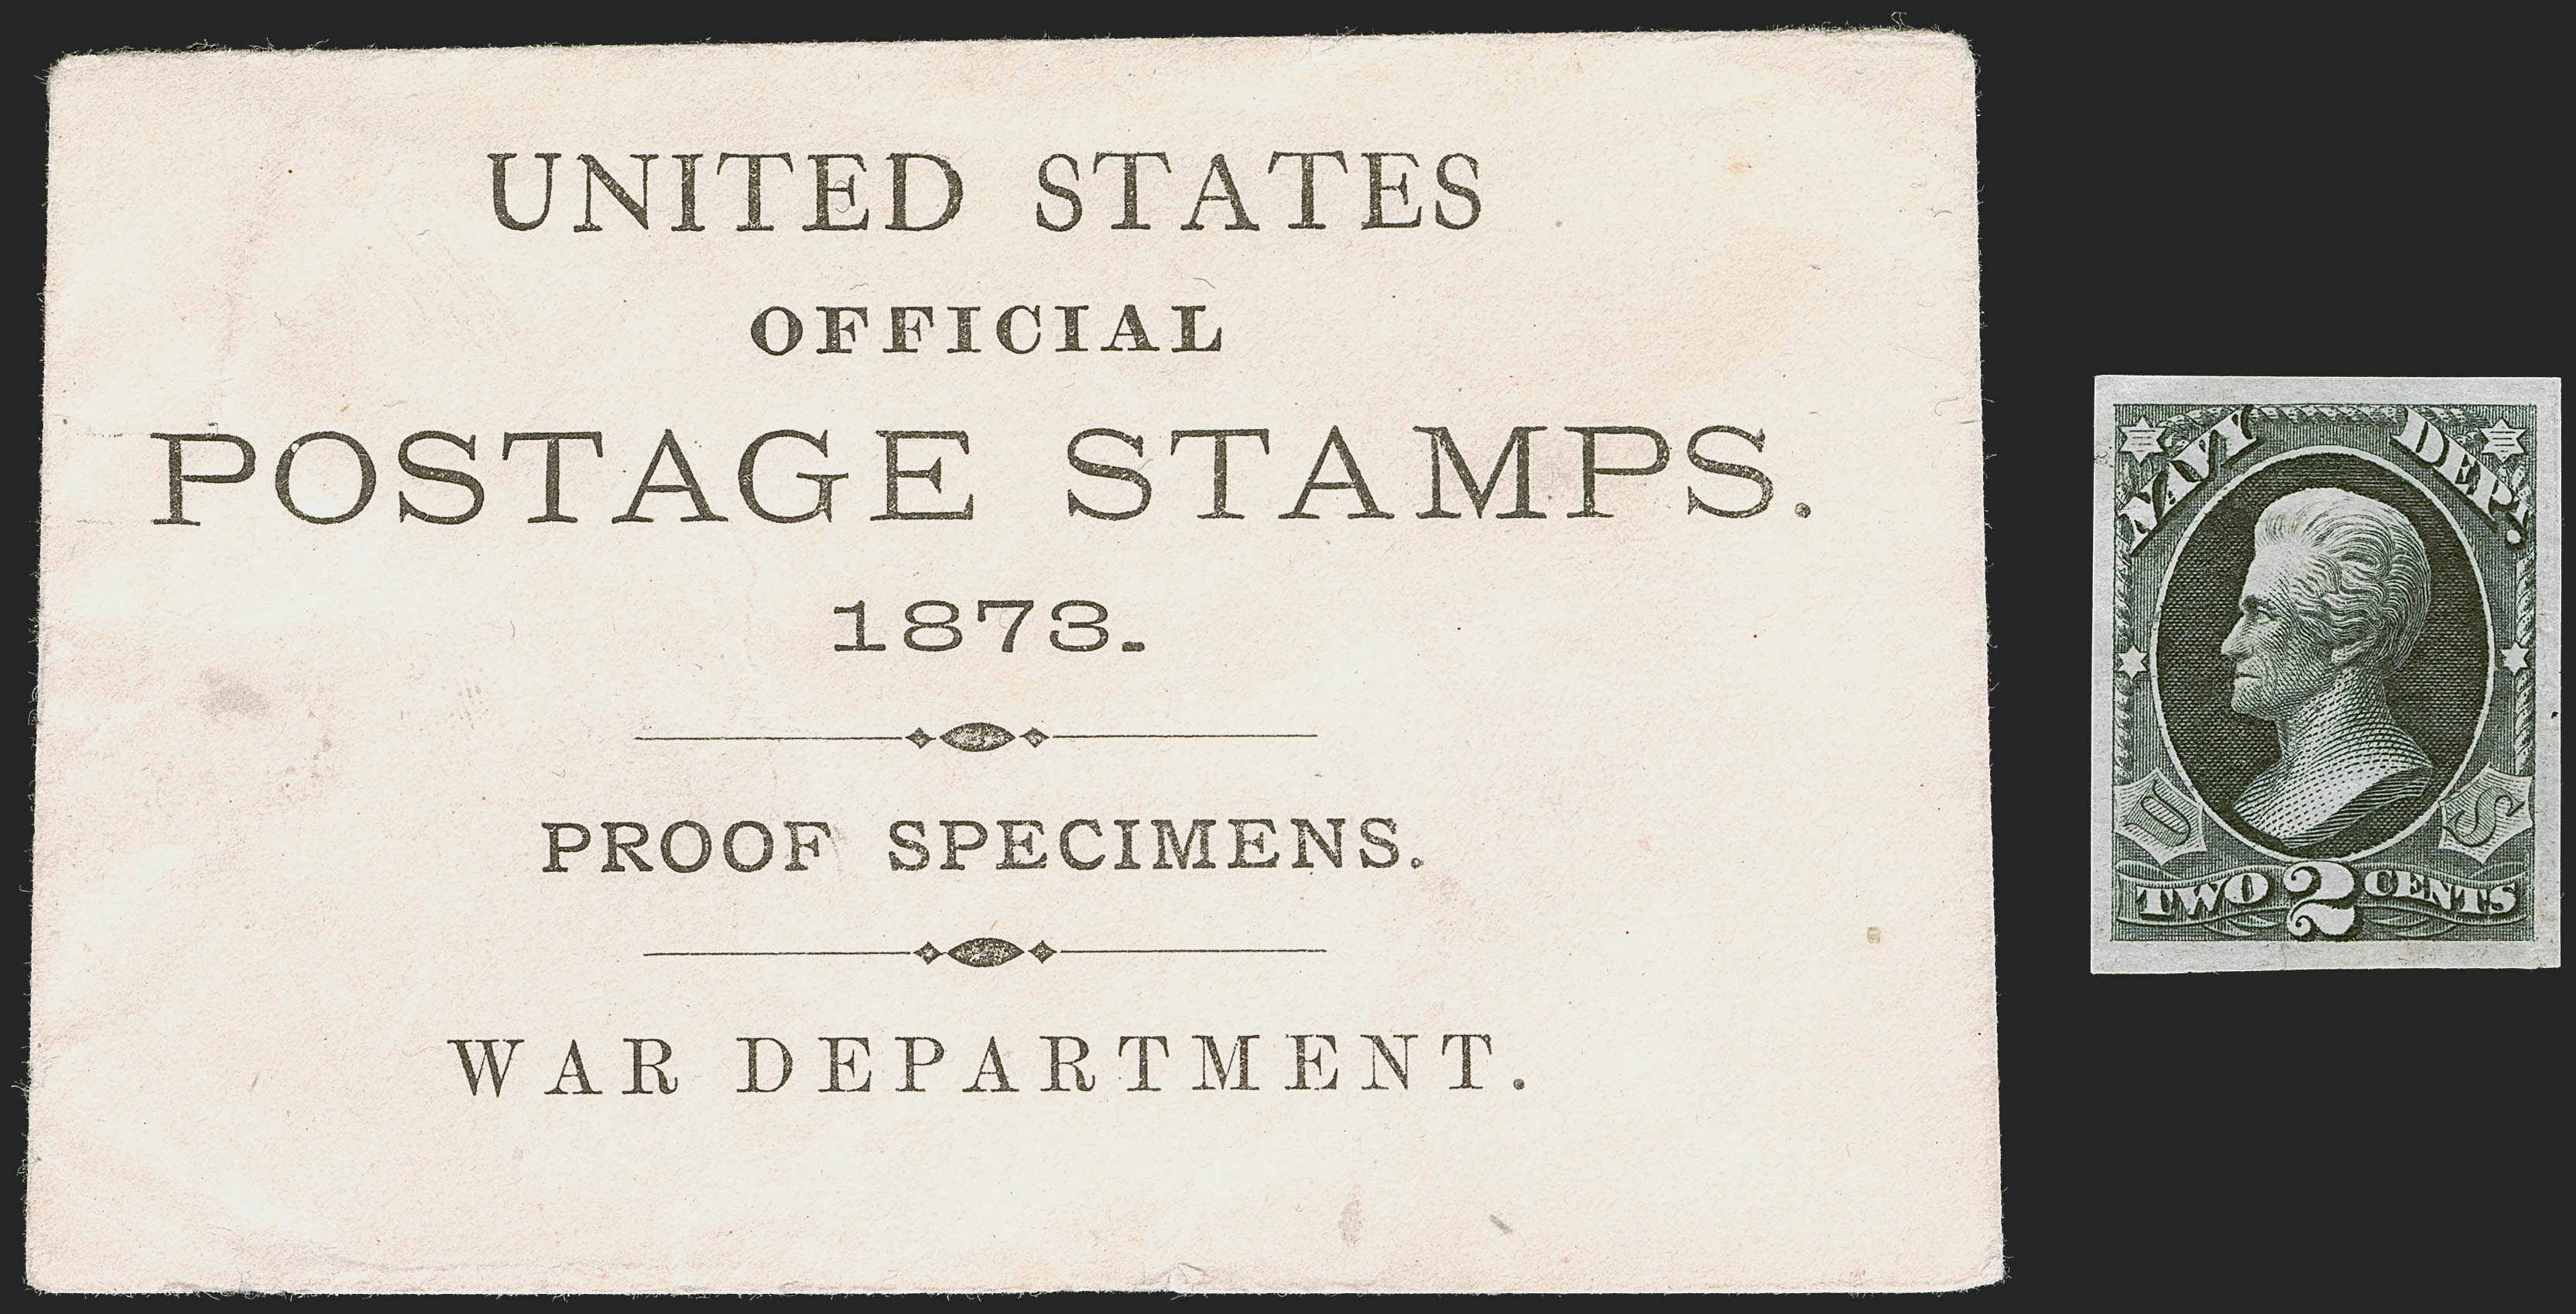 UNITED STATES
OFFICIAL
POSTAGE STAMPS.
1873.
PROOF SPECIMENS.
WAR DEPARTMENT.
NAVY DEPT.
U S
TWO 2 CENTS